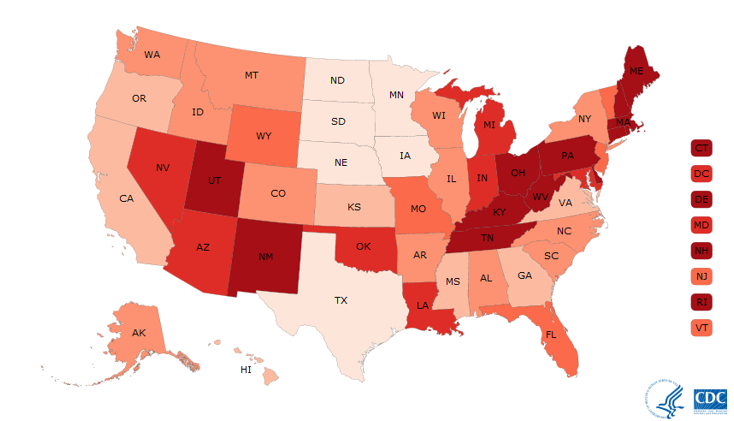 WA
MT
ND
MN
ME
OR
ID
SD
WI
NY
MI
MA
WY
CT
NE
IA
PA
NV
OH
DC
UT
IL
IN
CO
WV
CA
KS
MO
KY
DE
VA
MD
NC
TN
AZ
OK
NM
AR
SC
NH
MS
AL
GA
NJ
TX
LA
RI
AK
VT
FL
HI
CDC